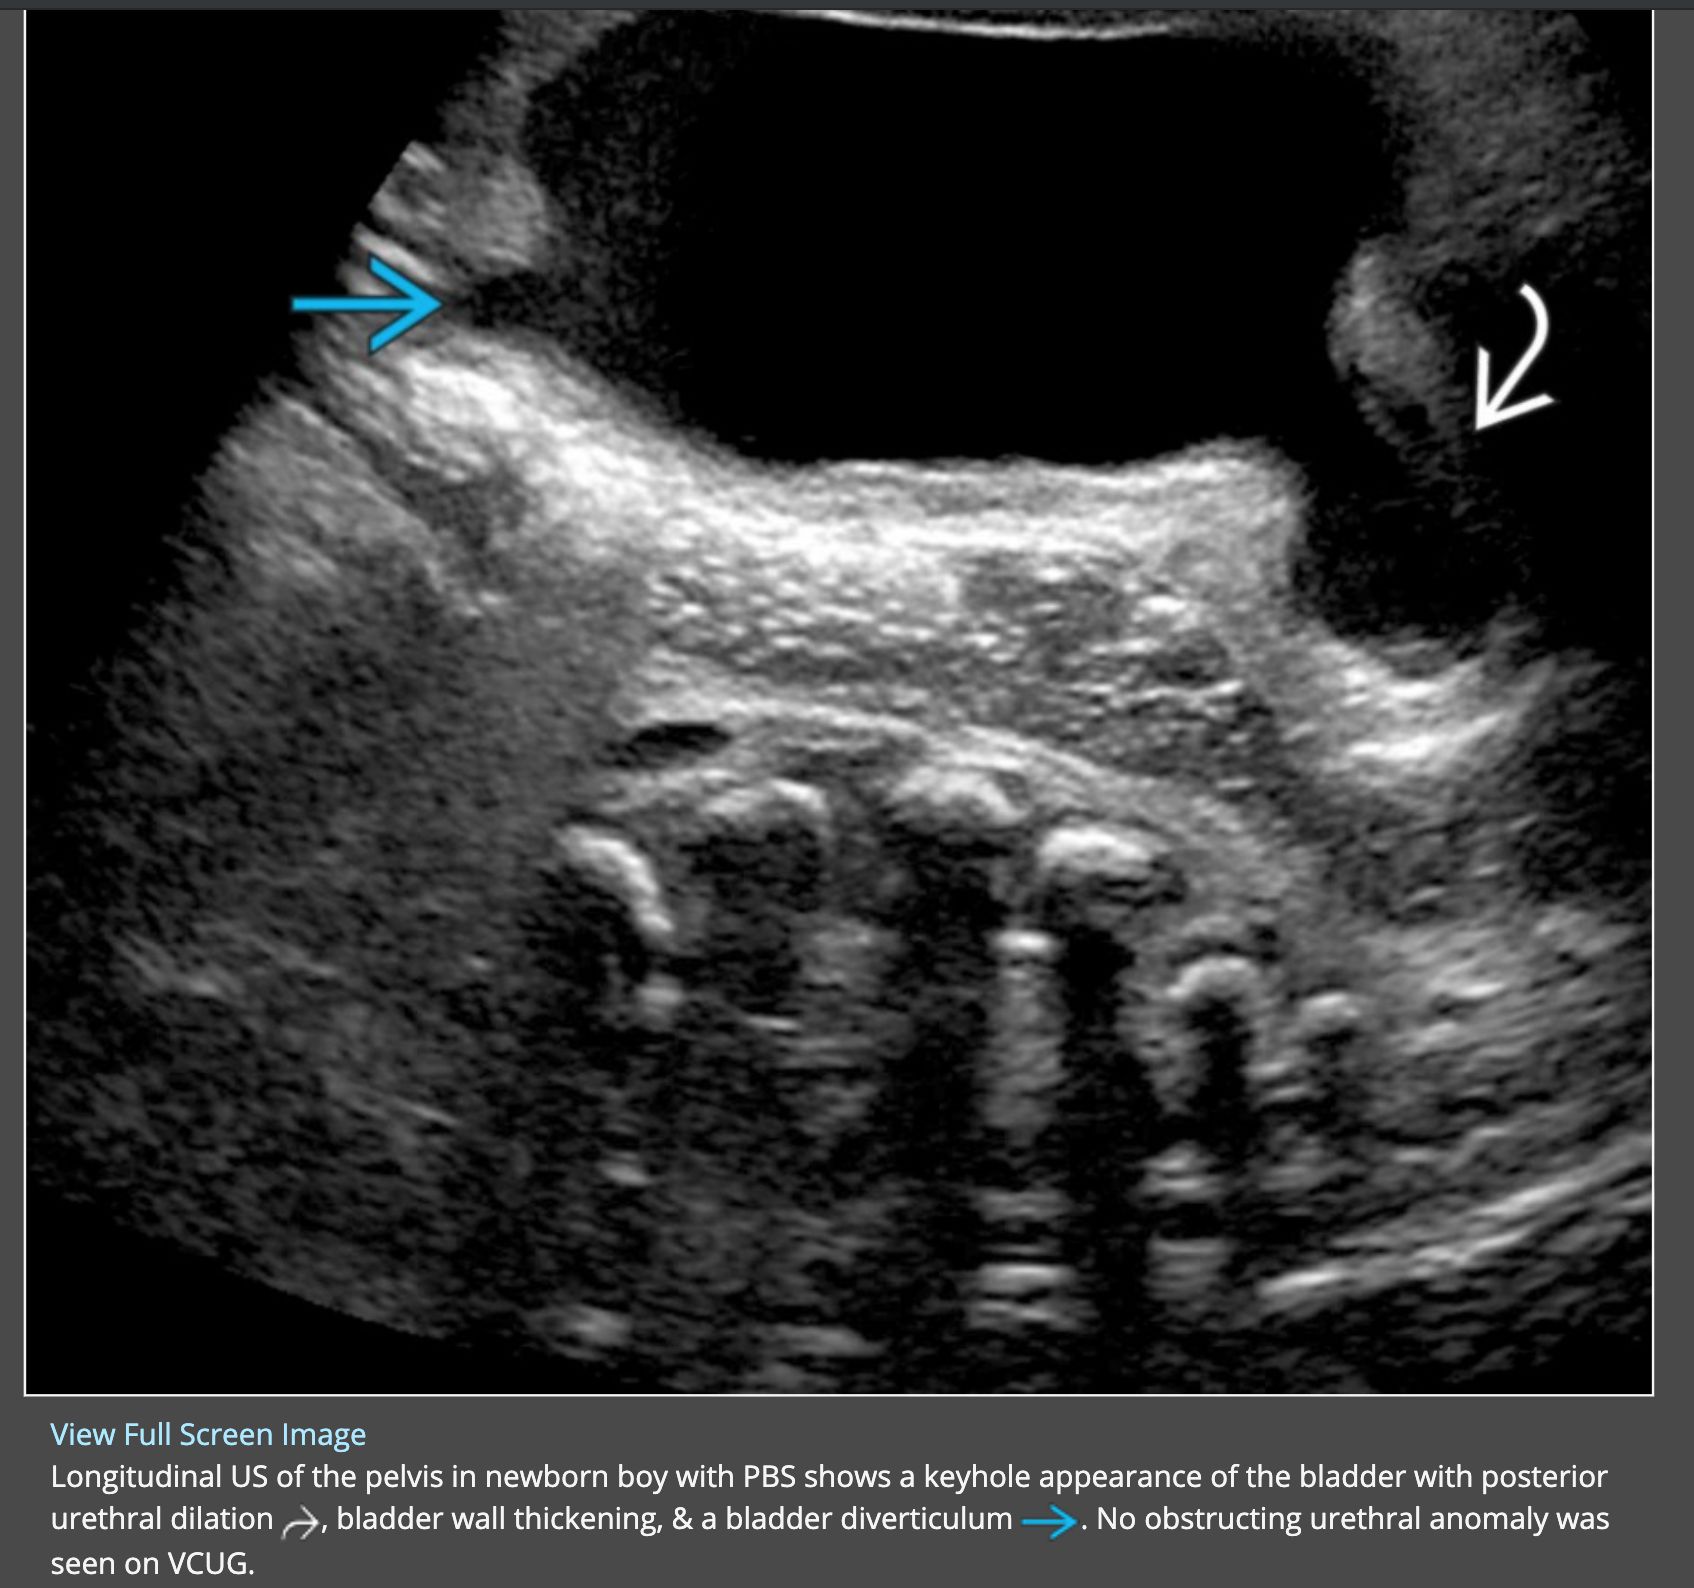 View Full Screen Image
Longitudinal US of the pelvis in newborn boy with PBS shows a keyhole appearance of the bladder with posterior
urethral dilation , bladder wall thickening, & a bladder diverticulum . No obstructing urethral anomaly was
seen on VCUG.